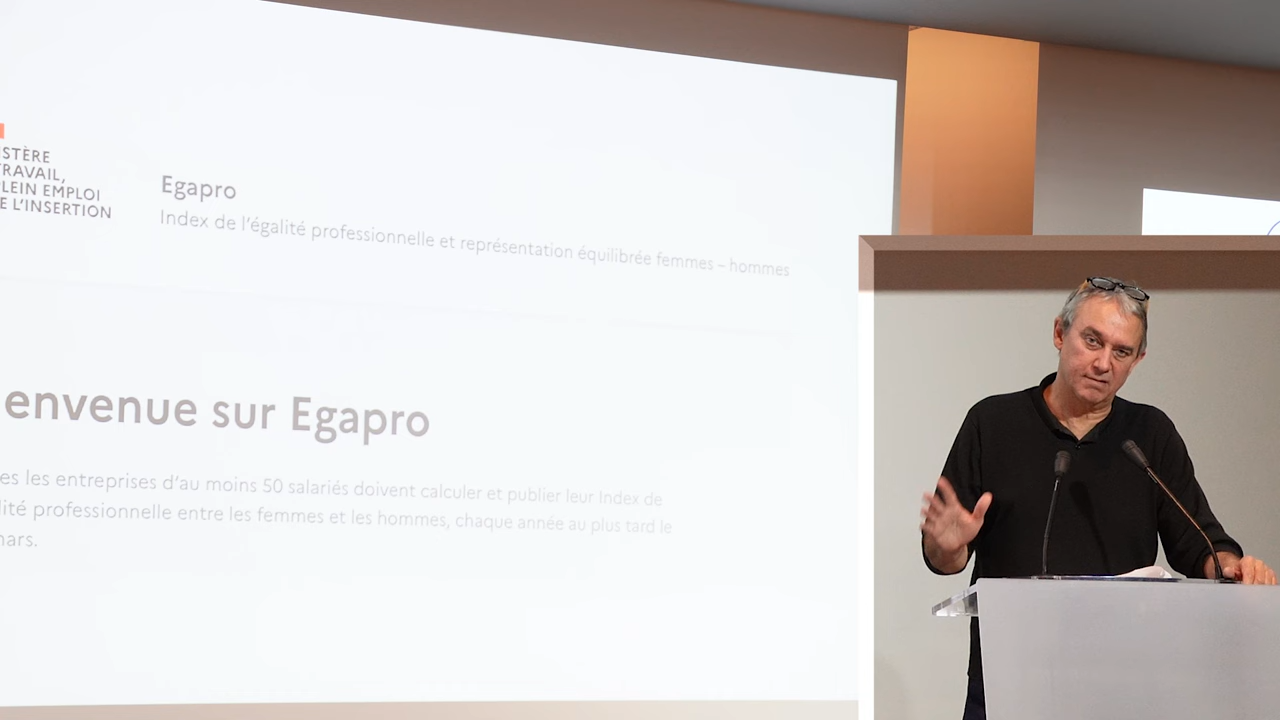 STÈRE
RAVAIL,
LEIN EMPLOI
E L'INSERTION
Egapro
Index de l'égalité professionnelle et représentation équilibrée femmes – hommes
envenue sur Egapro
es les entreprises d'au moins 50 salariés doivent calculer et publier leur Index de
lité professionnelle entre les femmes et les hommes, chaque année au plus tard le
mars.